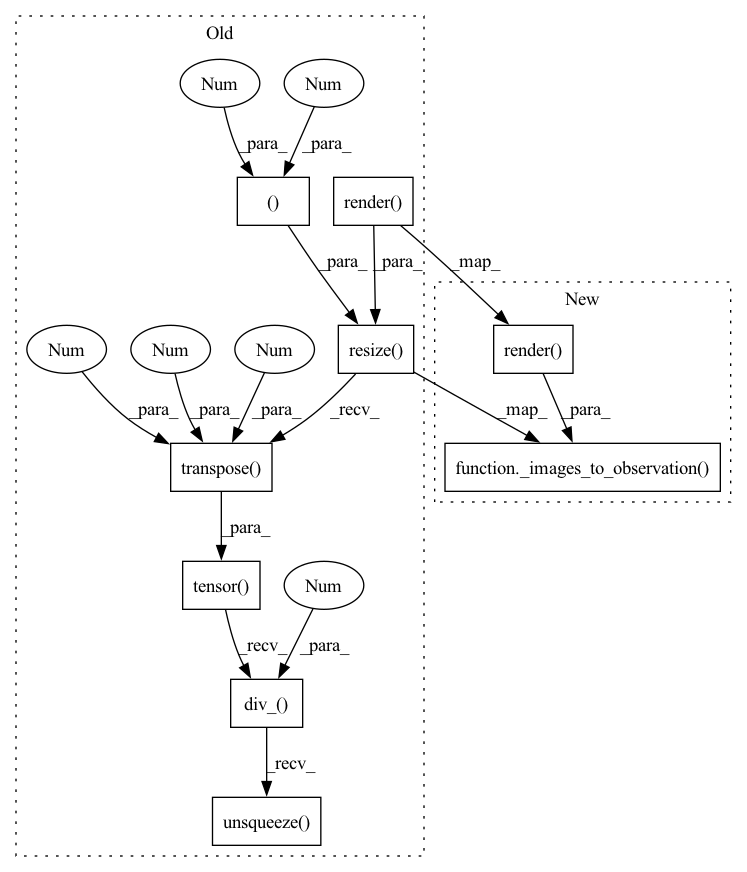 Old
Num
Num
_para_
_para_
()
render()
_para_
_para_
_map_
New
Num
Num
Num
resize()
render()
_para_
_para_
_para_
_recv_
_map_
_para_
transpose()
function._images_to_observation()
_para_
tensor()
Num
_recv_
_para_
div_()
_recv_
unsqueeze()